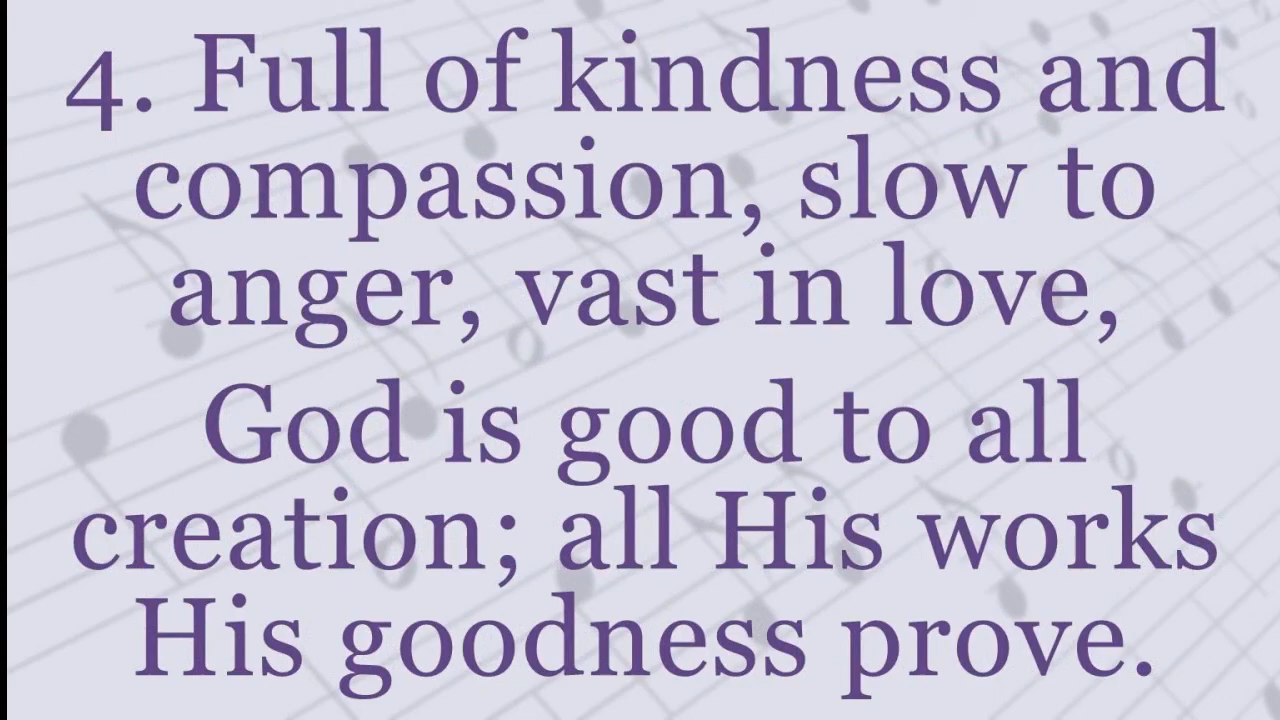 4. Full of kindness and
compassion, slow to
anger, vast in love,
God is good to all
creation; all His works
His goodness prove.